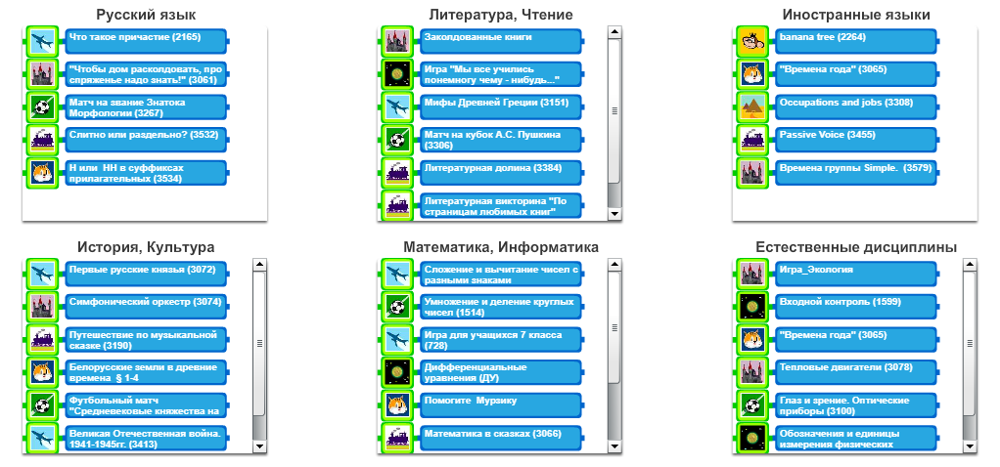 Русский язык
Что такое причастие (2165)
"Чтобы дом расколдовать, про
спряженье надо знать!" (3061)
Матч на звание Знатока
Морфологии (3267)
Слитно или раздельно? (3532)
Н или НН в суффиксах
прилагательных (3534)
Литература, Чтение
Заколдованные книги
Игра "Мы все учились
понемногу чему - нибудь..."
Мифы Древней Греции (3151)
Матч на кубок А.С. Пушкина
(3306)
Литературная долина (3384)
Литературная викторина "По
страницам любимых книг"
Иностранные языки
banana tree (2264)
"Времена года" (3065)
Occupations and jobs (3308)
Passive Voice (3455)
Времена группы Simple. (3579)
История, Культура
Первые русские князья (3072)
Симфонический оркестр (3074)
Путешествие по музыкальной
сказке (3190)
Белорусские земли в древние
времена § 1-4
Футбольный матч
"Средневековые княжества на
Великая Отечественная война.
1941-1945гг. (3413)
Математика, Информатика
Сложение и вычитание чисел с
разными знаками
Умножение и деление круглых
чисел (1514)
Игра для учащихся 7 класса
(728)
Дифференциальные
уравнения (ДУ)
Помогите Мурзику
Математика в сказках (3066)
Естественные дисциплины
Игра_Экология
Входной контроль (1599)
"Времена года" (3065)
Тепловые двигатели (3078)
Глаз и зрение. Оптические
приборы (3100)
Обозначения и единицы
измерения физических